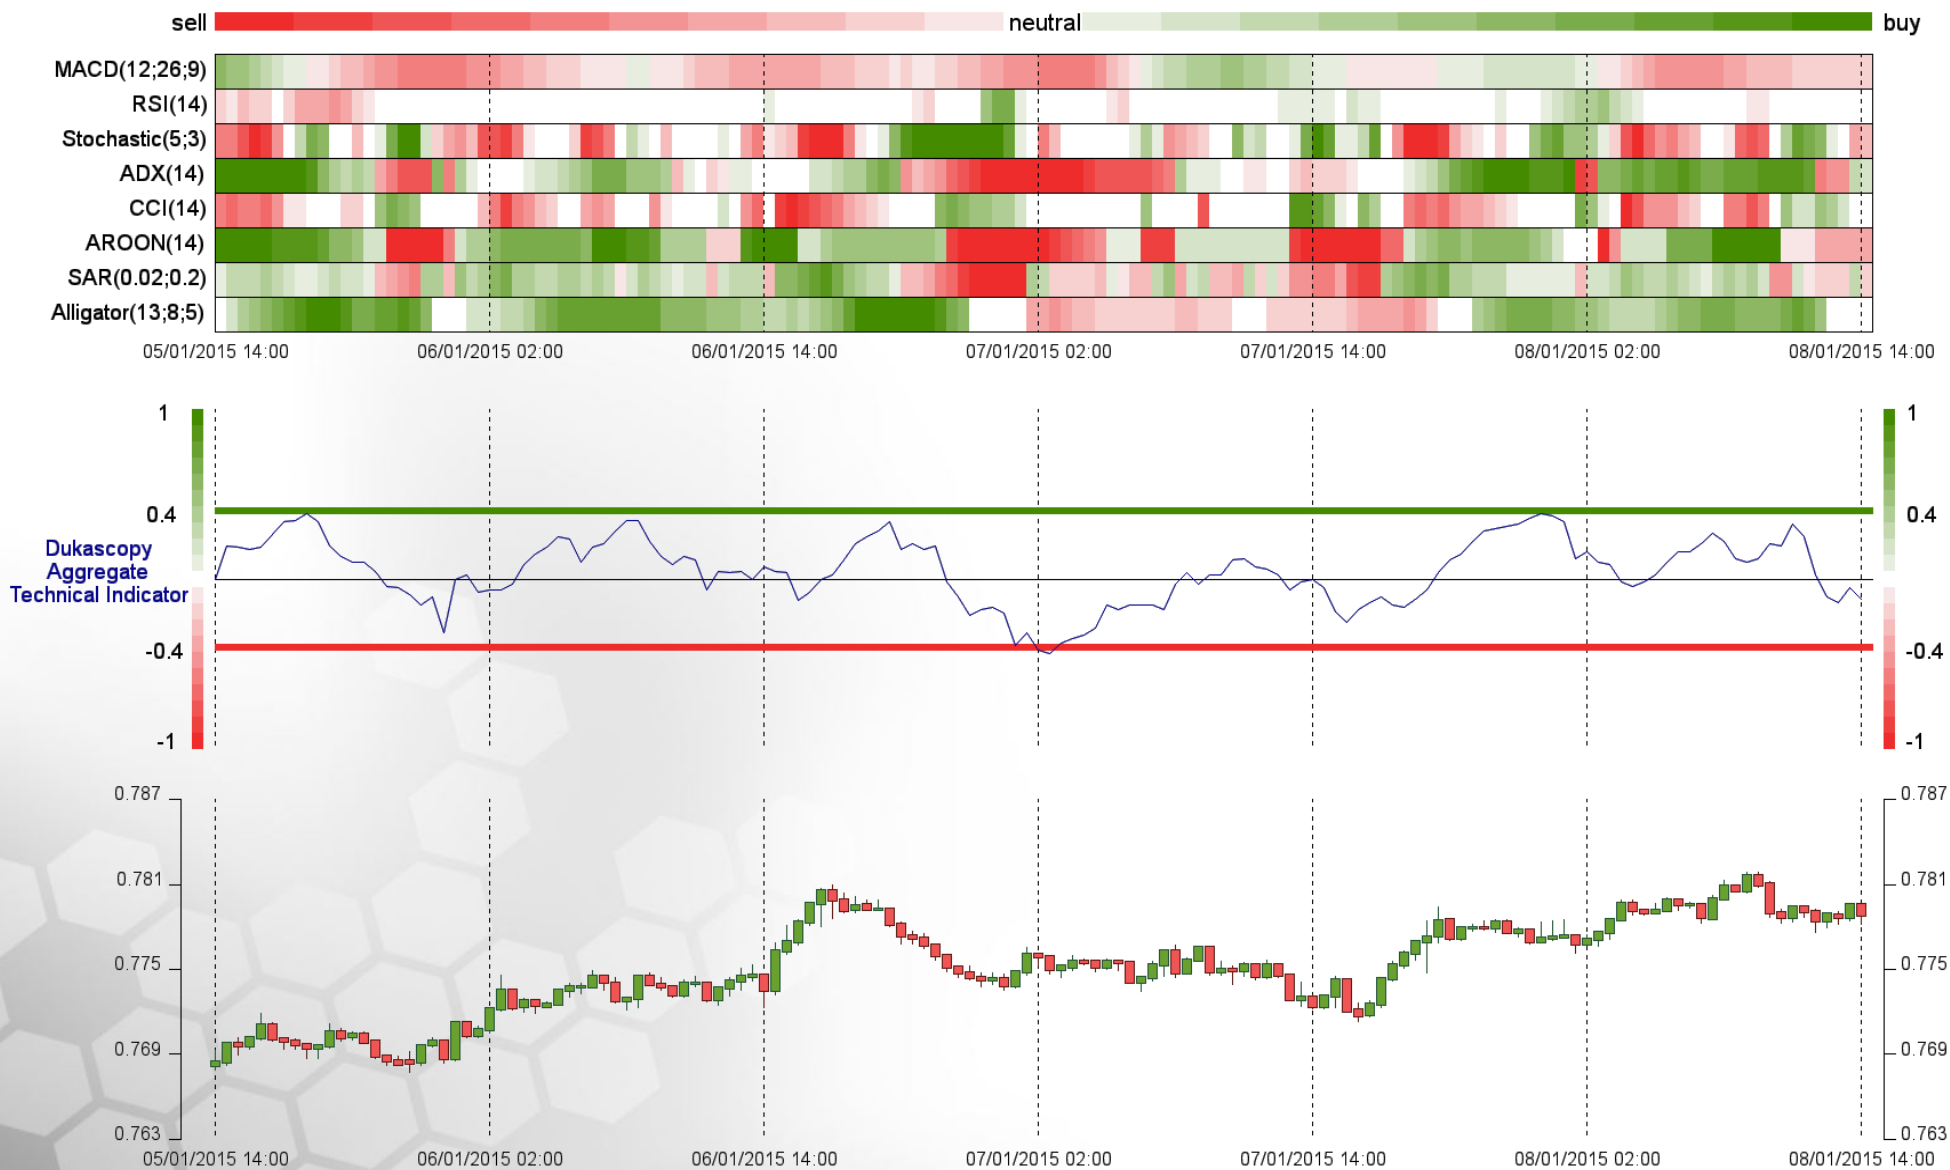 sell neutral buy
MACD(12;26;9)
RSI(14)
Stochastic(5;3)
ADX(14)
CCI(14)
AROON(14)
SAR(0.02;0.2)
Alligator(13;8;5)
05/01/2015 14:00 06/01/2015 02:00 06/01/2015 14:00 07/01/2015 02:00 07/01/2015 14:00 08/01/2015 02:00 08/01/2015 14:00
1 1
0.4 0.4
Dukascopy
Aggregate
Technical Indicator
-0.4 -0.4
-1 -1
0.787 0.787
0.781 0.781
0.775 0.775
0.769 0.769
0.763 0.763
05/01/2015 14:00 06/01/2015 02:00 06/01/2015 14:00 07/01/2015 02:00 07/01/2015 14:00 08/01/2015 02:00 08/01/2015 14:00